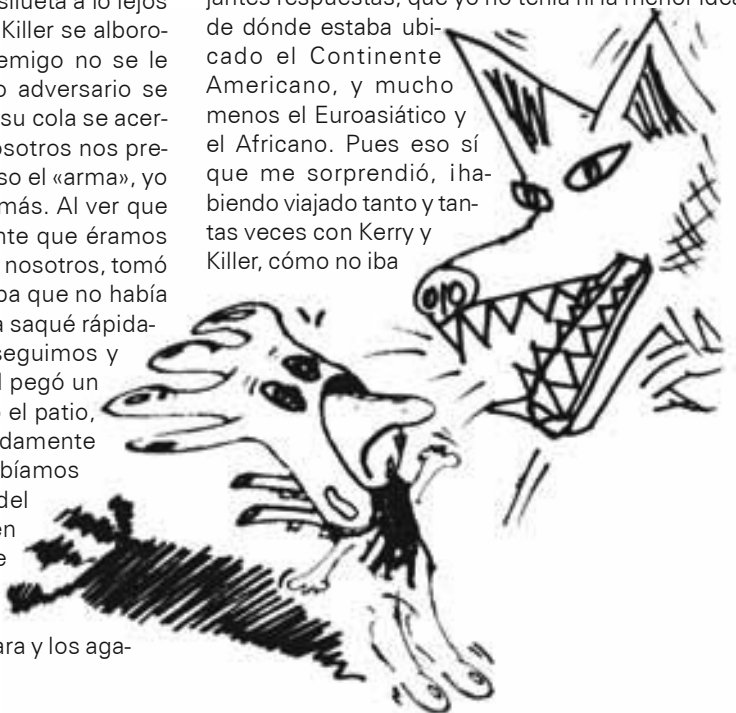 silueta a lo lejos
Killer se alboro-
emigo no se le
o adversario se
su cola se acer-
osotros nos pre-
so el «arma», yo
más. Al ver que
nte que éramos
nosotros, tomó
ba que no había
a saqué rápida-
seguimos y
l pegó un
o el patio,
damente
bíamos
del
en
e
ara y los aga-
jantes respuestas, que yo no tenía ni la menor idea
de dónde estaba ubi-
cado el Continente
Americano, y mucho
menos el Euroasiático y
el Africano. Pues eso sí
que me sorprendió, ¡ha-
biendo viajado tanto y tan-
tas veces con Kerry y
Killer, cómo no iba